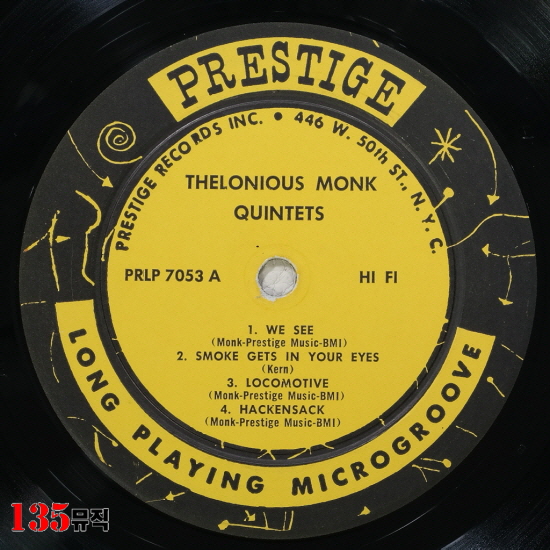 PRESTIGE
PRESTIGE RECORDS INC. • 446 W. 50th ST., N. Y. C.
THELONIOUS MONK
QUINTETS
PRLP 7053 A
HI FI
1. WE SEE
(Monk-Prestige Music-BMI)
2. SMOKE GETS IN YOUR EYES
(Kern)
3. LOCOMOTIVE
(Monk-Prestige Music-BMI)
4. HACKENSACK
(Monk-Prestige Music-BMI)
LONG PLAYING MICROGROOVE
135뮤직